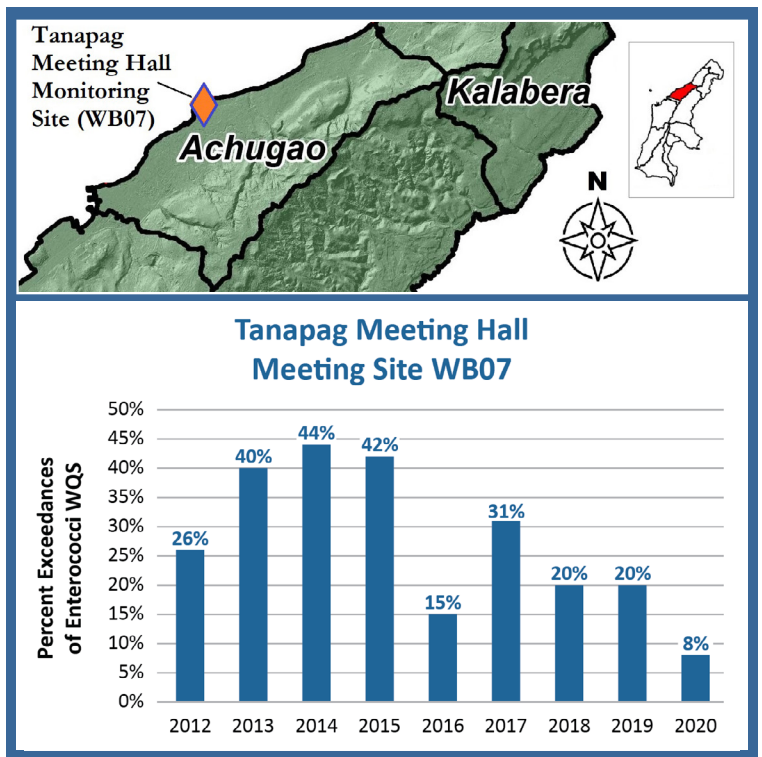 Tanapag
Meeting Hall
Monitoring
Site (WB07)
Kalabera
Achugao
N
Tanapag Meeting Hall
Meeting Site WB07
Percent Exceedances
of Enterococci WQS
50%
45%
40%
35%
30%
25%
20%
15%
10%
5%
0%
26%
40%
44%
42%
15%
31%
20%
20%
8%
2012 2013 2014 2015 2016 2017 2018 2019 2020